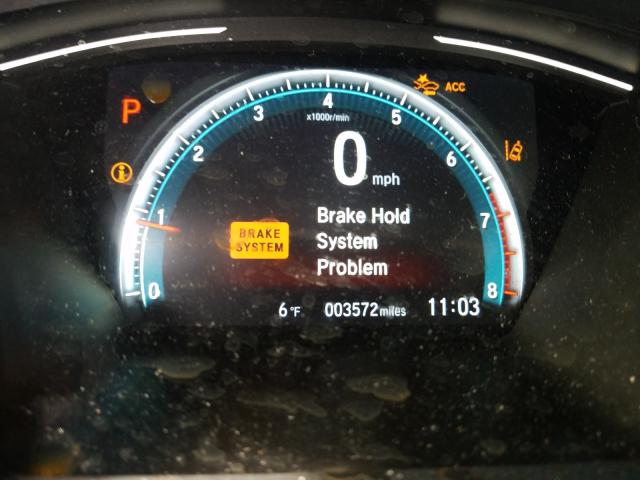 ACC
P
4
3
5
x1000r/min
2
6
0
mph
1
7
Brake Hold
BRAKE
SYSTEM
System
Problem
0
8
6°F
003572miles
11:03